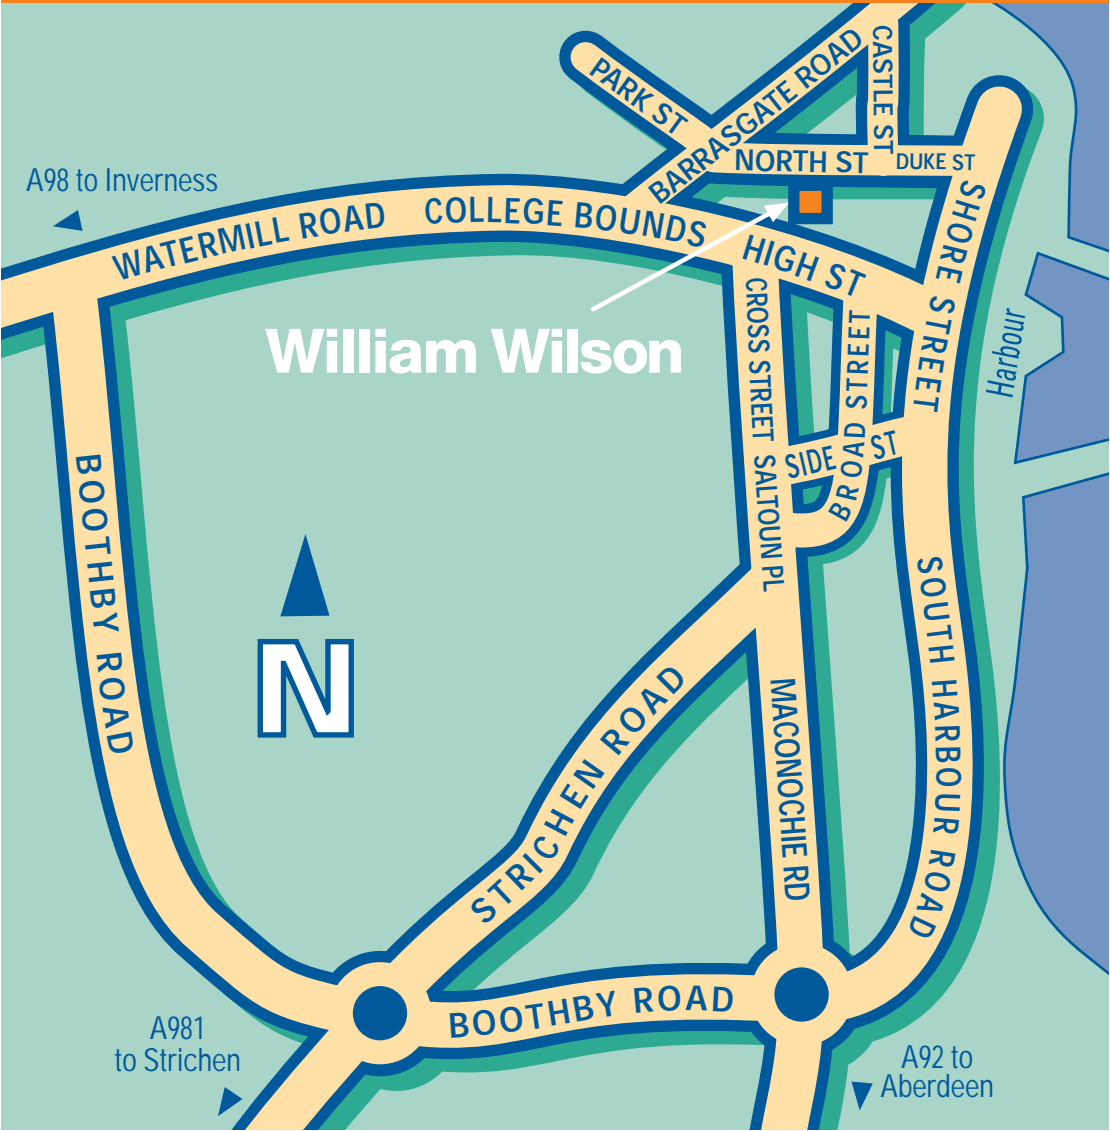 PARK ST
BARRASGATE ROAD
CASTLE ST
NORTH ST
DUKE ST
A98 to Inverness
WATERMILL ROAD
COLLEGE BOUNDS
HIGH ST
SHORE STREET
William Wilson
CROSS STREET
BROAD STREET
Harbour
SIDE ST
SALTOUN PL
BOOTHBY ROAD
N
STRICHEN ROAD
MACONOCHIE RD
SOUTH HARBOUR ROAD
BOOTHBY ROAD
A981
to Strichen
A92 to
Aberdeen